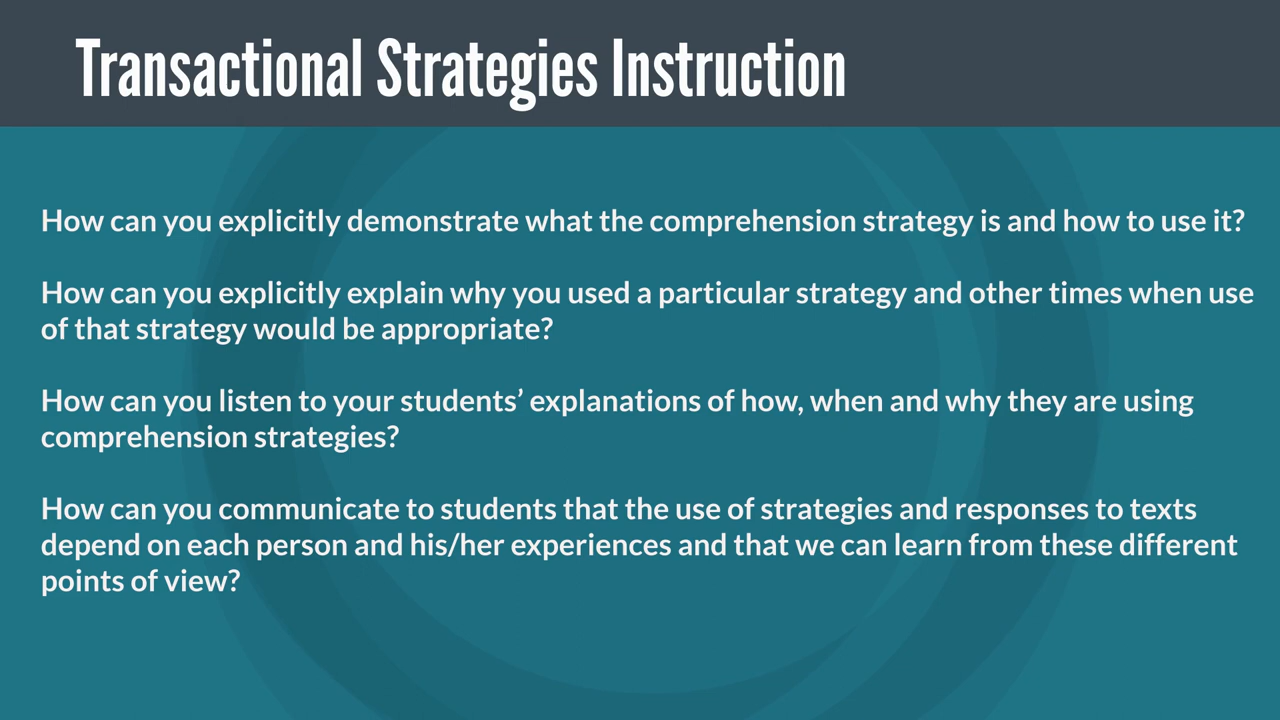 Transactional Strategies Instruction
How can you explicitly demonstrate what the comprehension strategy is and how to use it?
How can you explicitly explain why you used a particular strategy and other times when use
of that strategy would be appropriate?
How can you listen to your students’ explanations of how, when and why they are using
comprehension strategies?
How can you communicate to students that the use of strategies and responses to texts
depend on each person and his/her experiences and that we can learn from these different
points of view?